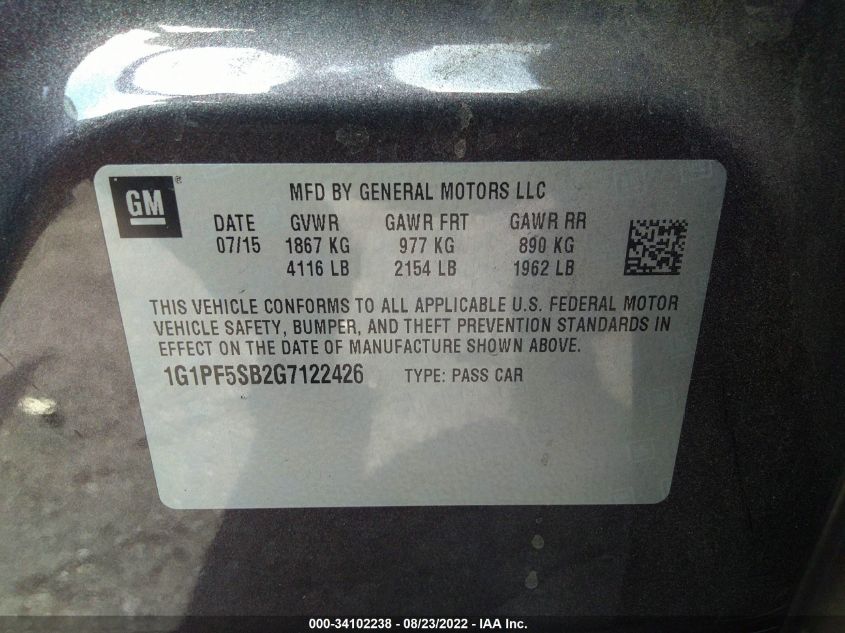 GM ®
MFD BY GENERAL MOTORS LLC
DATE GVWR GAWR FRT GAWR RR
07/15 1867 KG 977 KG 890 KG
4116 LB 2154 LB 1962 LB
THIS VEHICLE CONFORMS TO ALL APPLICABLE U.S. FEDERAL MOTOR
VEHICLE SAFETY, BUMPER, AND THEFT PREVENTION STANDARDS IN
EFFECT ON THE DATE OF MANUFACTURE SHOWN ABOVE.
1G1PF5SB2G7122426 TYPE: PASS CAR
000-34102238 - 08/23/2022 - IAA Inc.